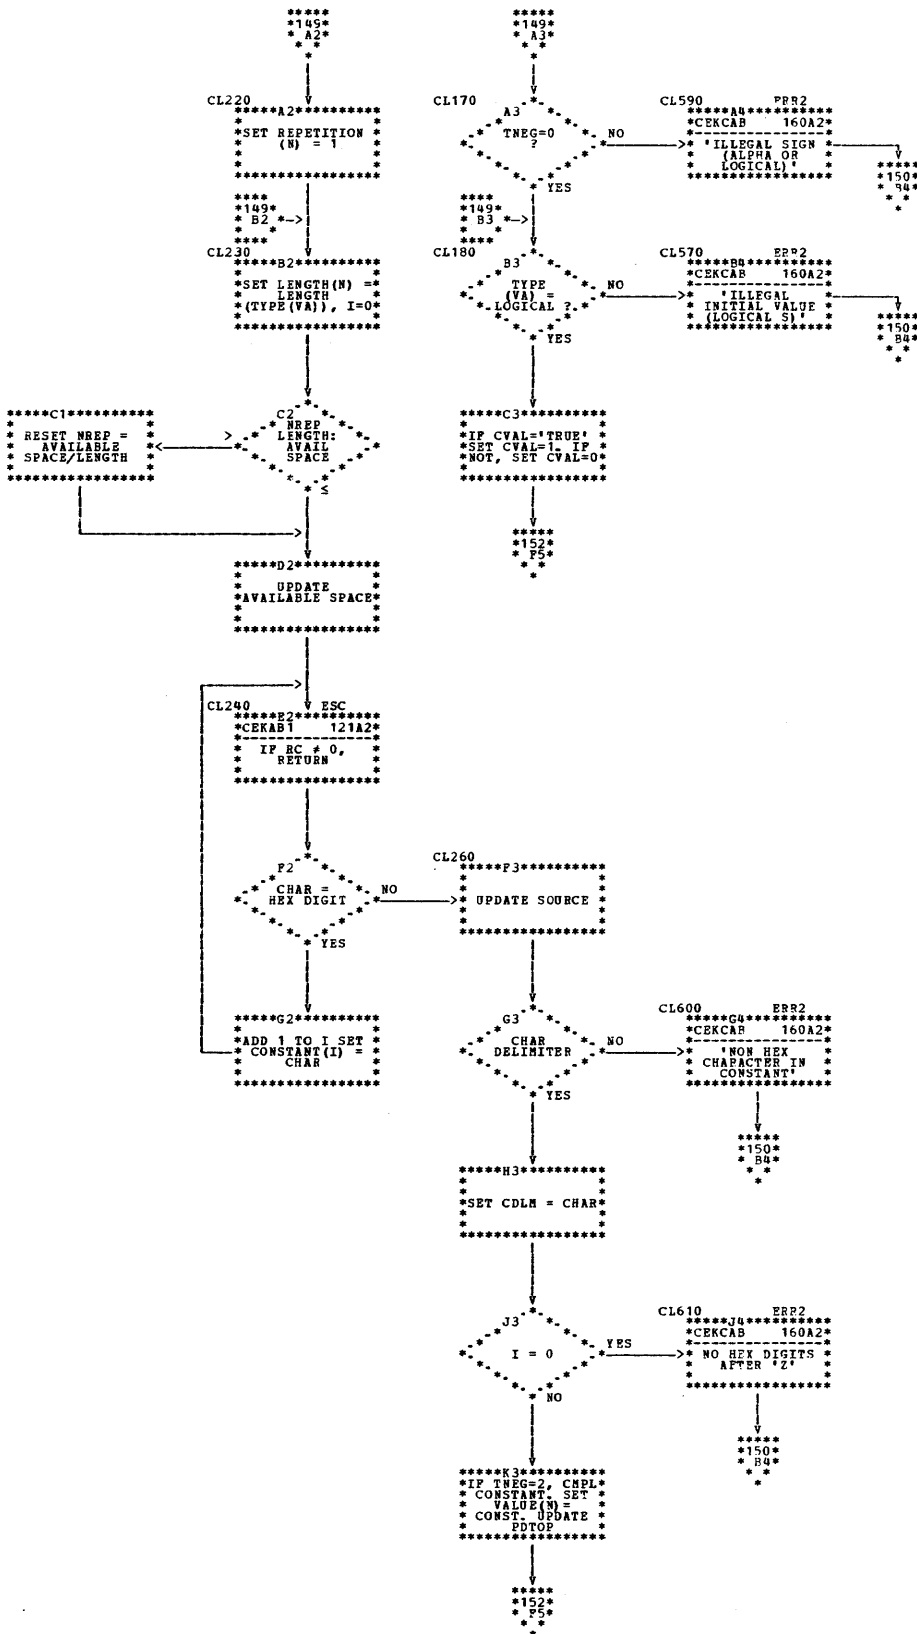 149
A2
149
A3
CL220
A2
SET REPETITION
(N) = 1
CL170
A3
TNEG=0
?
NO
YES
CL590 ERR2
A4
CEKCAB 160A2
'ILLEGAL SIGN
(ALPHA OR
LOGICAL)'
150
B4
149
B2
149
B3
CL230
B2
SET LENGTH(N) =
LENGTH
(TYPE(VA)), I=0
CL180
B3
TYPE
(VA) =
LOGICAL ?
NO
YES
CL570 ERR2
B4
CEKCAB 160A2
'ILLEGAL
INITIAL VALUE
(LOGICAL S)'
150
B4
C1
RESET NREP =
AVAILABLE
SPACE/LENGTH
>
C2
NREP
LENGTH:
AVAIL
SPACE
≤
C3
IF CVAL='TRUE'
SET CVAL=1. IF
NOT, SET CVAL=0
152
F5
D2
UPDATE
AVAILABLE SPACE
CL240 ESC
E2
CEKAB1 121A2
IF RC ≠ 0,
RETURN
F2
CHAR =
HEX DIGIT
NO
YES
CL260
F3
UPDATE SOURCE
G2
ADD 1 TO I SET
CONSTANT(I) =
CHAR
G3
CHAR
DELIMITER
NO
YES
CL600 ERR2
G4
CEKCAB 160A2
'NON HEX
CHARACTER IN
CONSTANT'
150
B4
H3
SET CDLM = CHAR
J3
I = 0
YES
NO
CL610 ERR2
J4
CEKCAB 160A2
NO HEX DIGITS
AFTER 'Z'
150
B4
K3
IF TNEG=2, CMPL
CONSTANT. SET
VALUE(N)=
CONST. UPDATE
PDTOP
152
F5